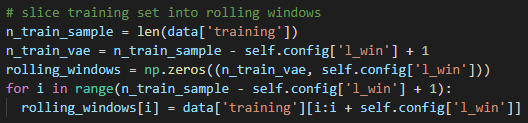 # slice training set into rolling windows
n_train_sample = len(data['training'])
n_train_vae = n_train_sample - self.config['l_win'] + 1
rolling_windows = np.zeros((n_train_vae, self.config['l_win']))
for i in range(n_train_sample - self.config['l_win'] + 1):
  rolling_windows[i] = data['training'][i:i + self.config['l_win']]